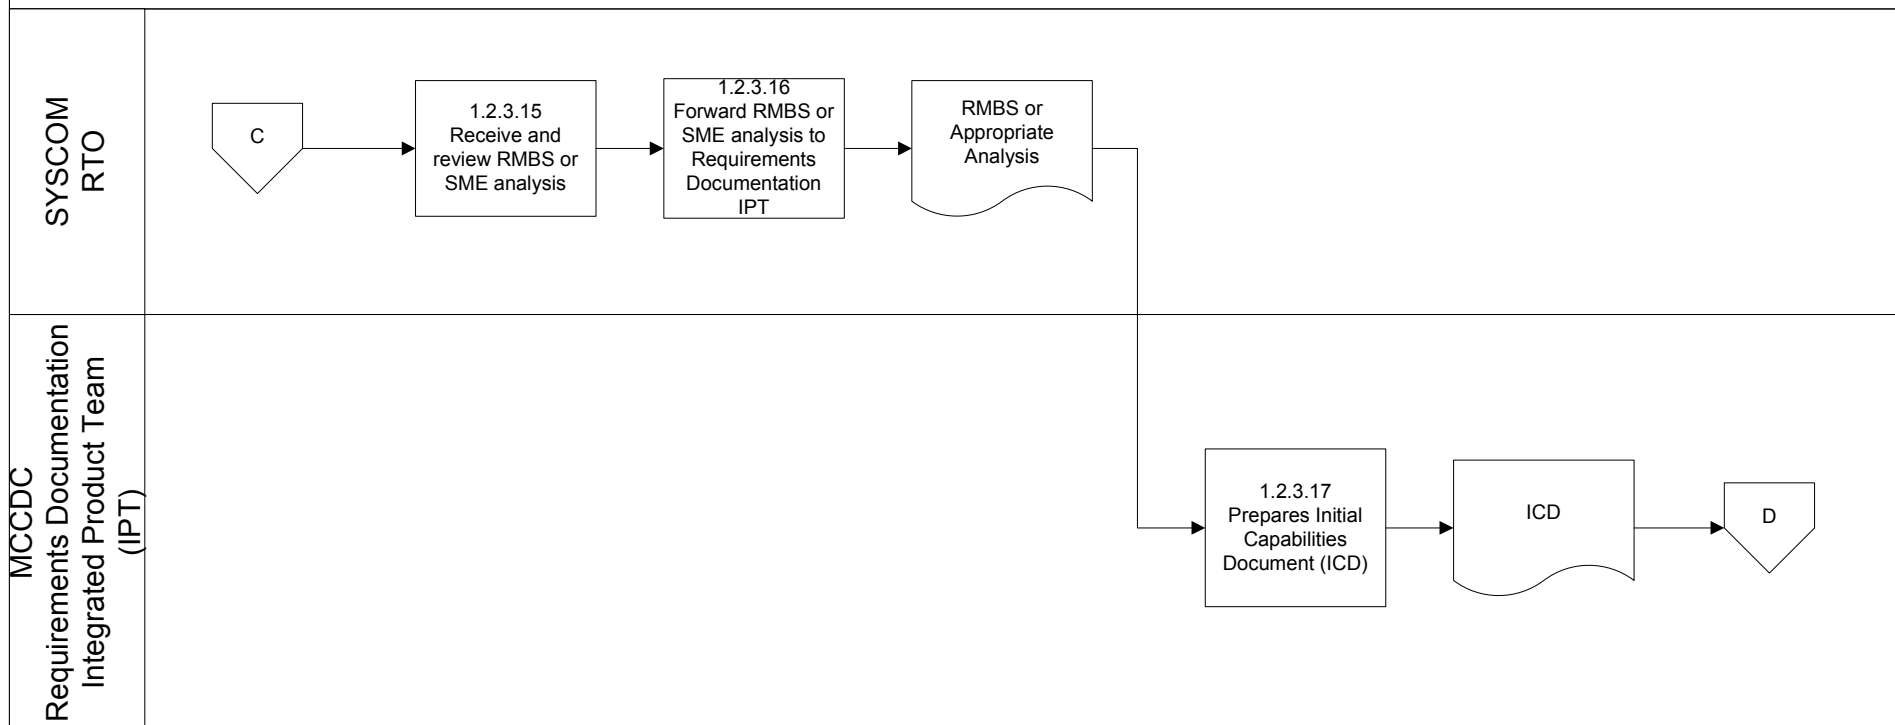 SYSCOM
RTO
C
1.2.3.15
Receive and
review RMBS or
SME analysis
1.2.3.16
Forward RMBS or
SME analysis to
Requirements
Documentation
IPT
RMBS or
Appropriate
Analysis
MCCDC
Requirements Documentation
Integrated Product Team
(IPT)
1.2.3.17
Prepares Initial
Capabilities
Document (ICD)
ICD
D